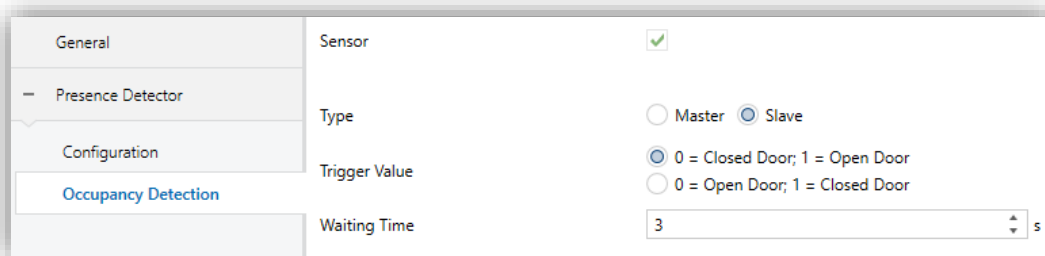 General
Presence Detector
Configuration
Occupancy Detection
Sensor
Type
Master Slave
Trigger Value
0 = Closed Door; 1 = Open Door
0 = Open Door; 1 = Closed Door
Waiting Time
3 s